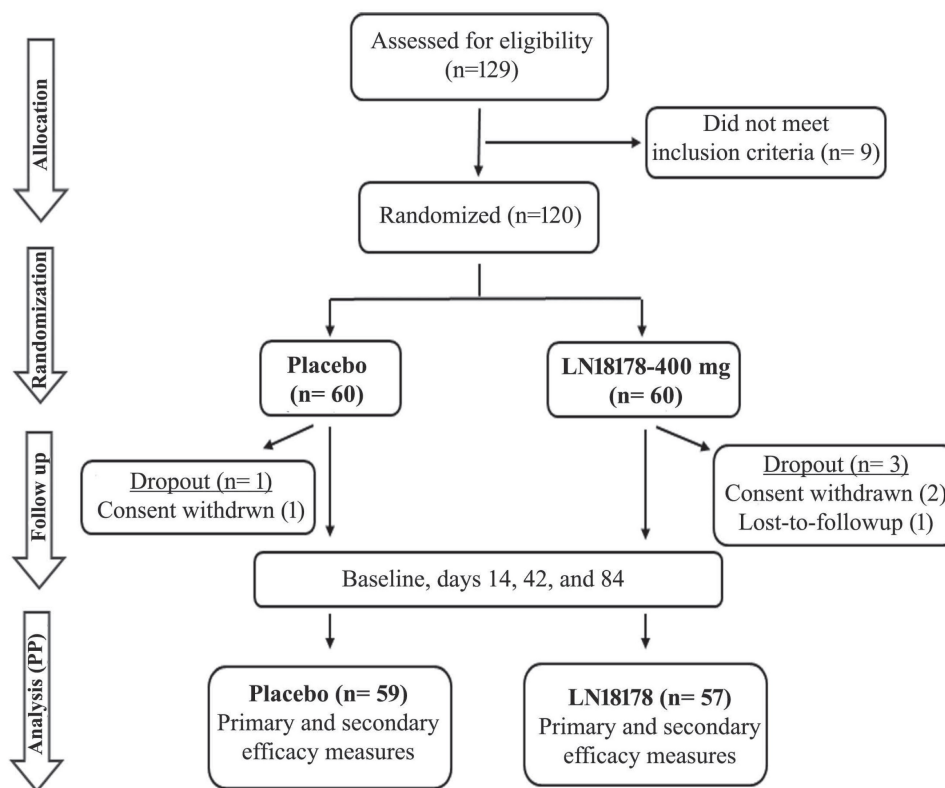 Allocation
Assessed for eligibility
(n=129)
Did not meet
inclusion criteria (n= 9)
Randomized (n=120)
Randomization
Placebo
(n= 60)
LN18178-400 mg
(n= 60)
Follow up
Dropout (n= 1)
Consent withdrwn (1)
Dropout (n= 3)
Consent withdrawn (2)
Lost-to-followup (1)
Baseline, days 14, 42, and 84
Analysis (PP)
Placebo (n= 59)
Primary and secondary
efficacy measures
LN18178 (n= 57)
Primary and secondary
efficacy measures